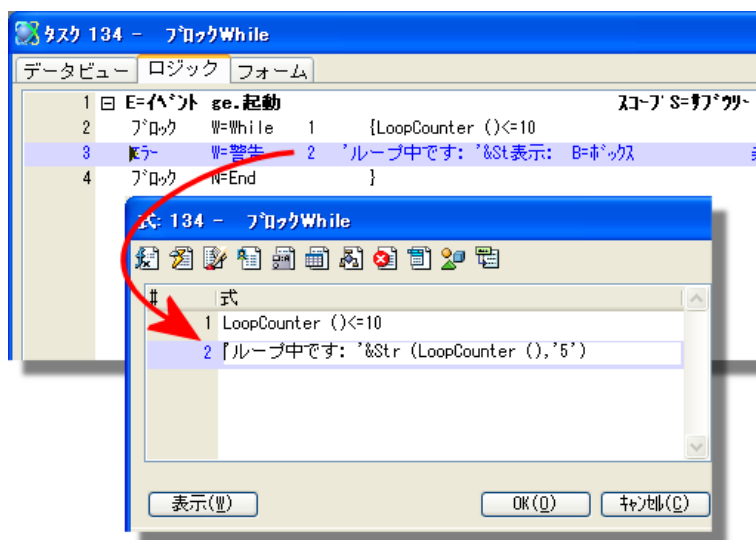 タスク 134 - ﾌﾞﾛｯｸWhile
データビュー ロジック フォーム
1 E=ｲﾍﾞﾝﾄ ge.起動 ｽｺｰﾌﾟ S=ｻﾌﾞﾂﾘｰ
2 ﾌﾞﾛｯｸ W=While 1 {LoopCounter ()<=10
3 ｴﾗｰ W=警告 2 'ループ中です: '&St表示: B=ﾎﾞｯｸｽ
4 ﾌﾞﾛｯｸ N=End }
式: 134 - ﾌﾞﾛｯｸWhile
# 式
1 LoopCounter ()<=10
2 'ループ中です: '&Str (LoopCounter (),'5')
表示(W) OK(O) ｷｬﾝｾﾙ(C)